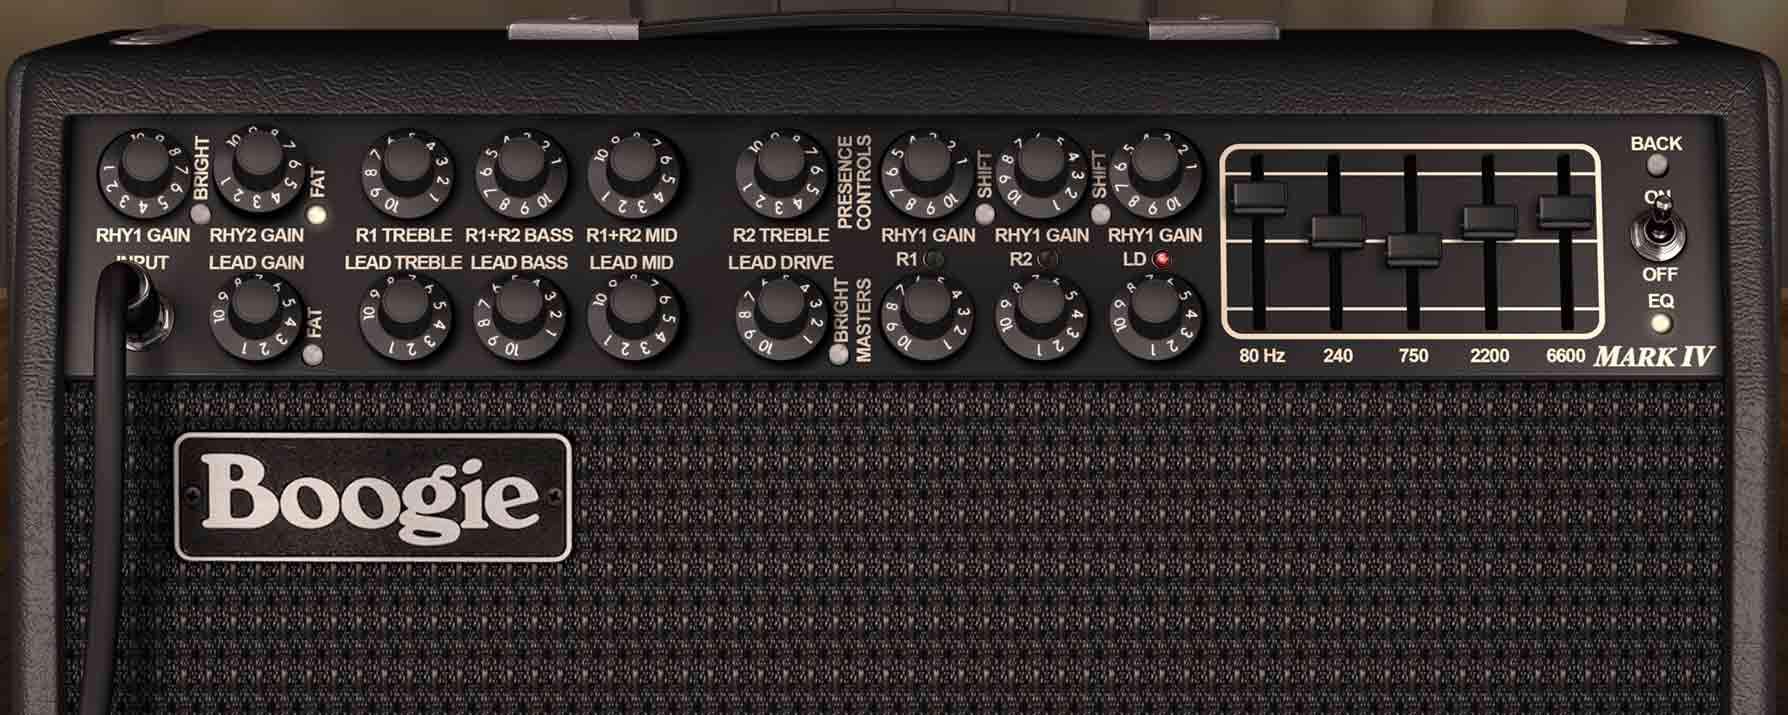 BRIGHT
FAT
PRESENCE
CONTROLS
SHIFT
SHIFT
BACK
ON
RHY1 GAIN RHY2 GAIN R1 TREBLE R1+R2 BASS R1+R2 MID R2 TREBLE RHY1 GAIN RHY1 GAIN RHY1 GAIN
INPUT LEAD GAIN LEAD TREBLE LEAD BASS LEAD MID LEAD DRIVE R1 R2 LD
OFF
EQ
FAT
BRIGHT
MASTERS
80 Hz 240 750 2200 6600 MARK IV
Boogie